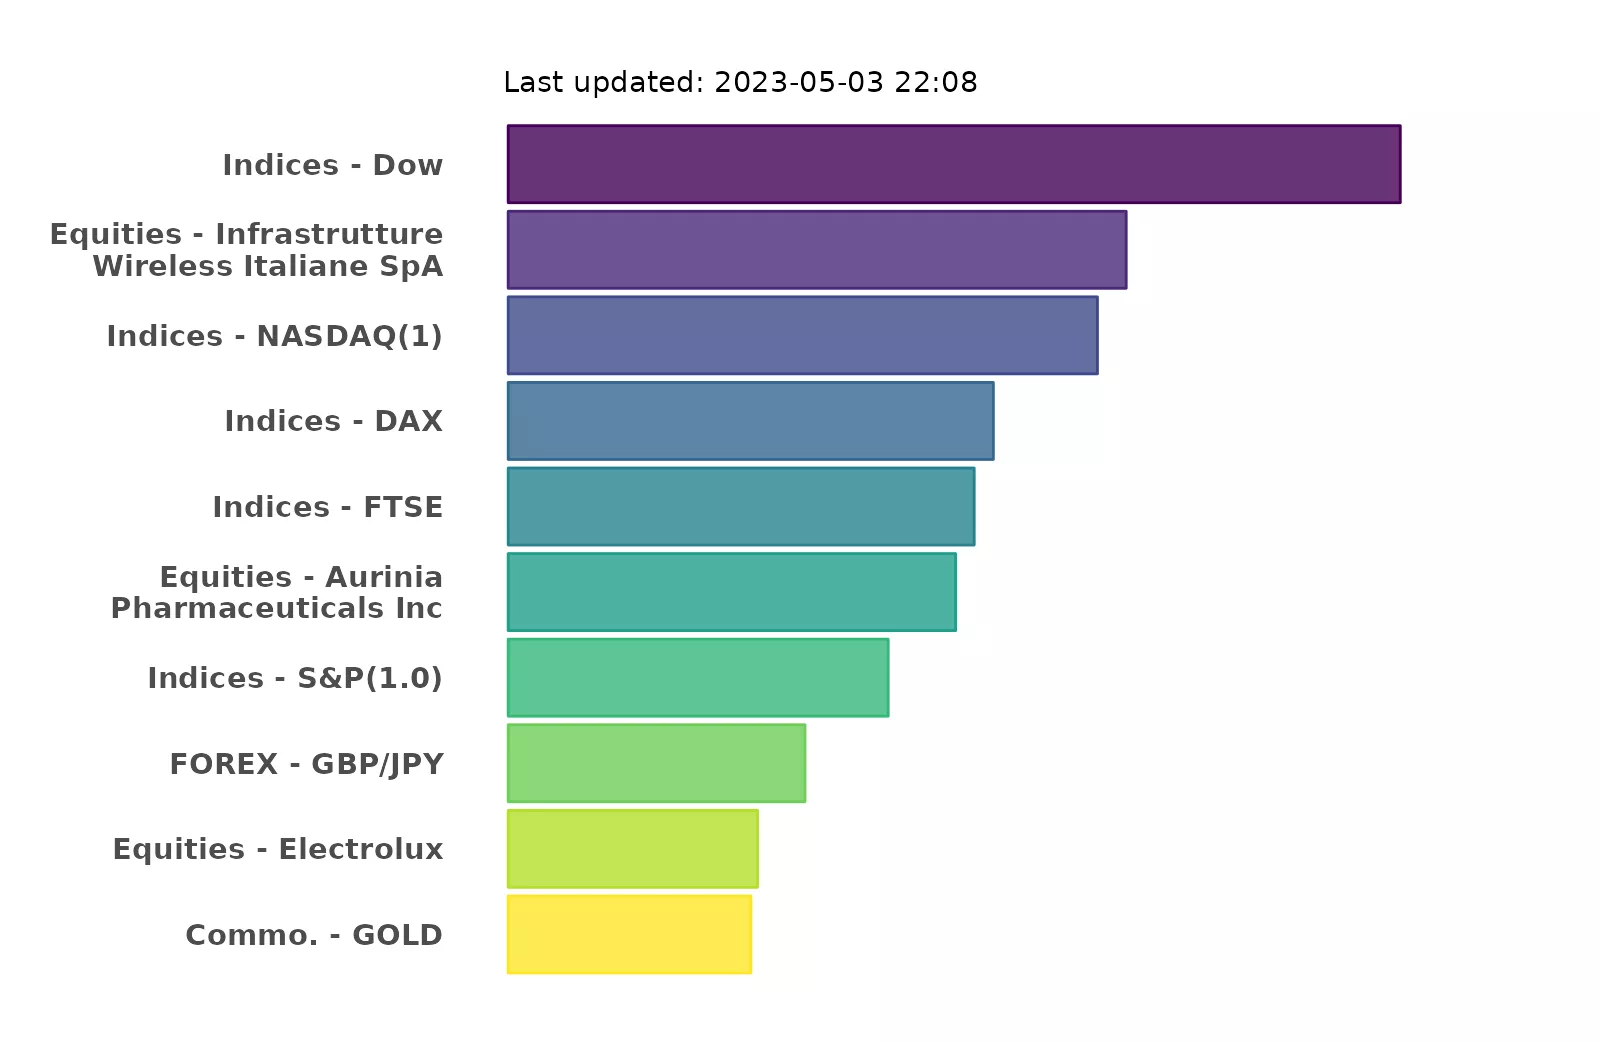 Last updated: 2023-05-03 22:08
Indices - Dow
Equities - Infrastrutture
Wireless Italiane SpA
Indices - NASDAQ(1)
Indices - DAX
Indices - FTSE
Equities - Aurinia
Pharmaceuticals Inc
Indices - S&P(1.0)
FOREX - GBP/JPY
Equities - Electrolux
Commo. - GOLD